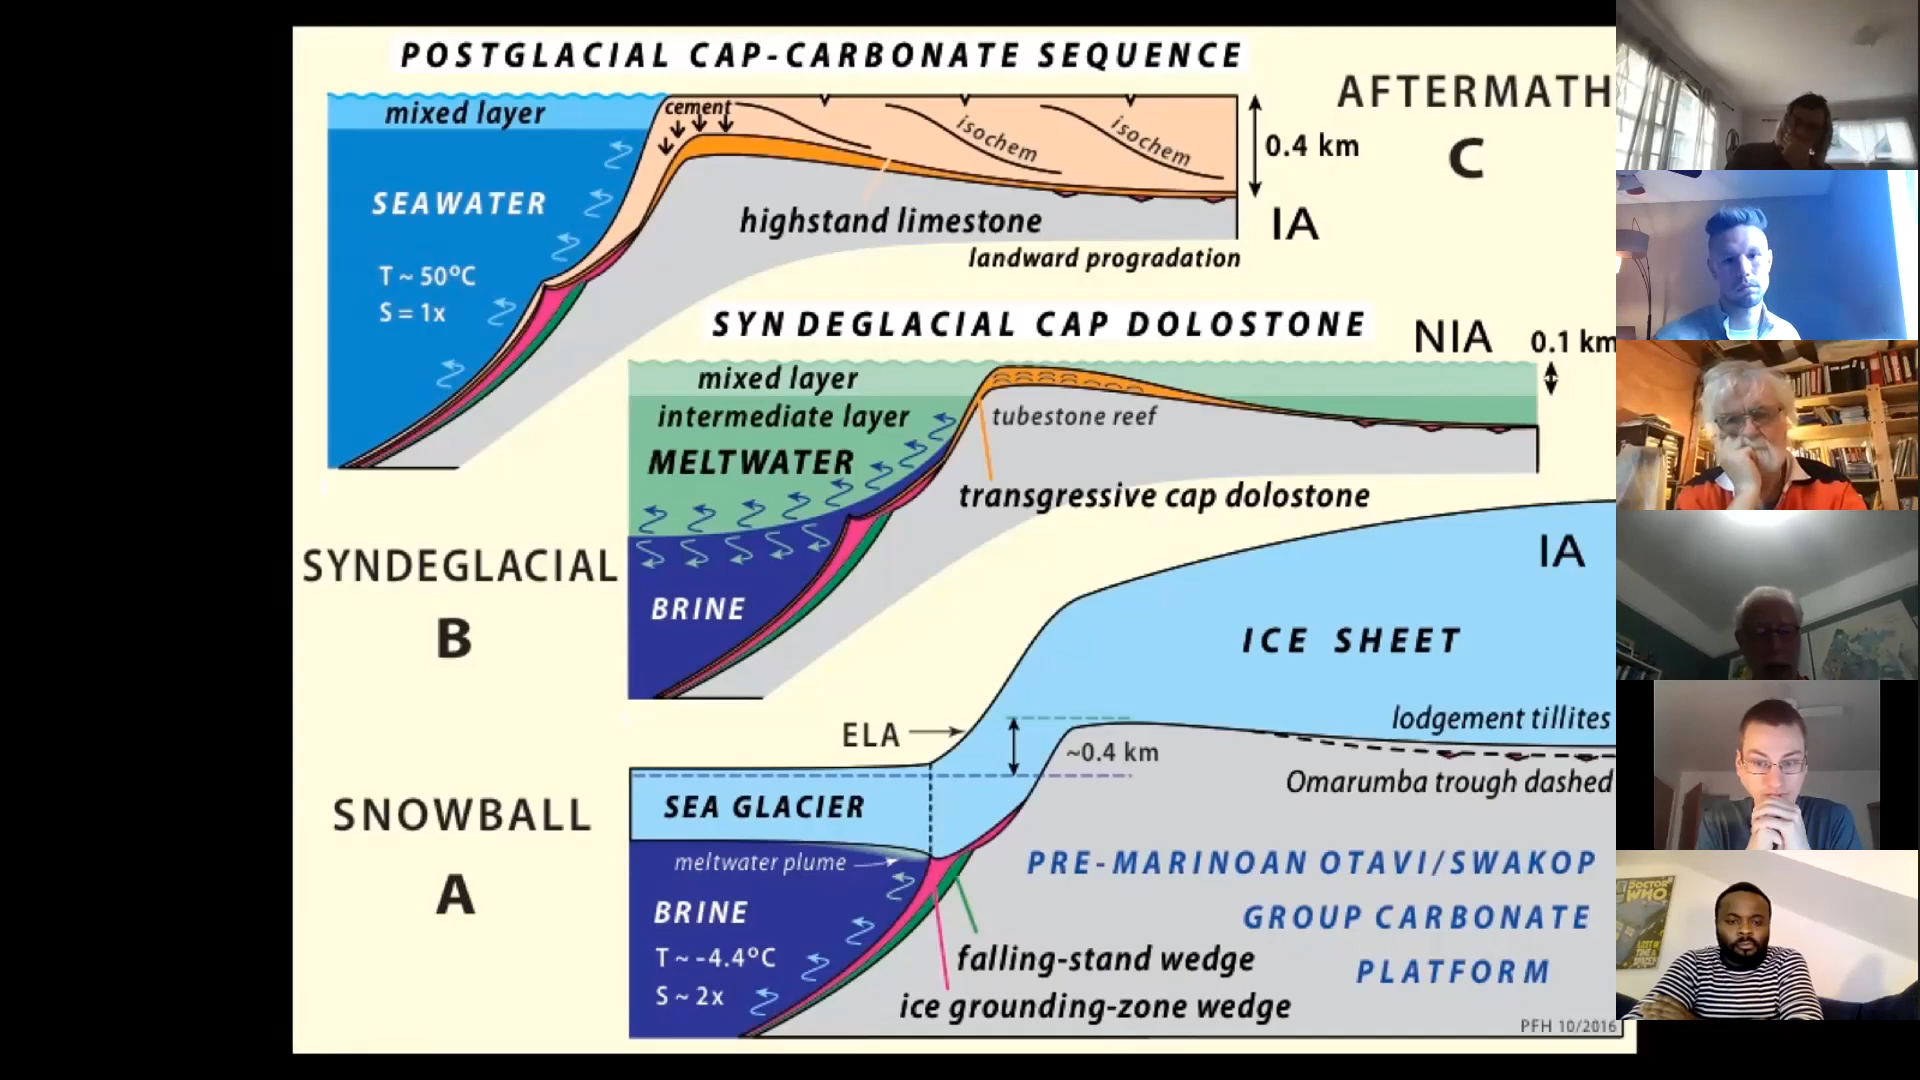 POSTGLACIAL CAP-CARBONATE SEQUENCE
AFTERMATH
C
mixed layer
cement
isochem
isochem
0.4 km
SEAWATER
T ~ 50°C
S = 1x
highstand limestone
IA
landward progradation
SYNDEGLACIAL CAP DOLOSTONE
NIA
0.1 km
mixed layer
intermediate layer
MELTWATER
tubestone reef
transgressive cap dolostone
SYNDEGLACIAL
B
BRINE
IA
ICE SHEET
ELA
~0.4 km
lodgement tillites
Omarumba trough dashed
SNOWBALL
A
SEA GLACIER
meltwater plume
BRINE
T ~ -4.4°C
S ~ 2x
PRE-MARINOAN OTAVI/SWAKOP
GROUP CARBONATE
PLATFORM
falling-stand wedge
ice grounding-zone wedge
PFH 10/2016
DOCTOR
WHO